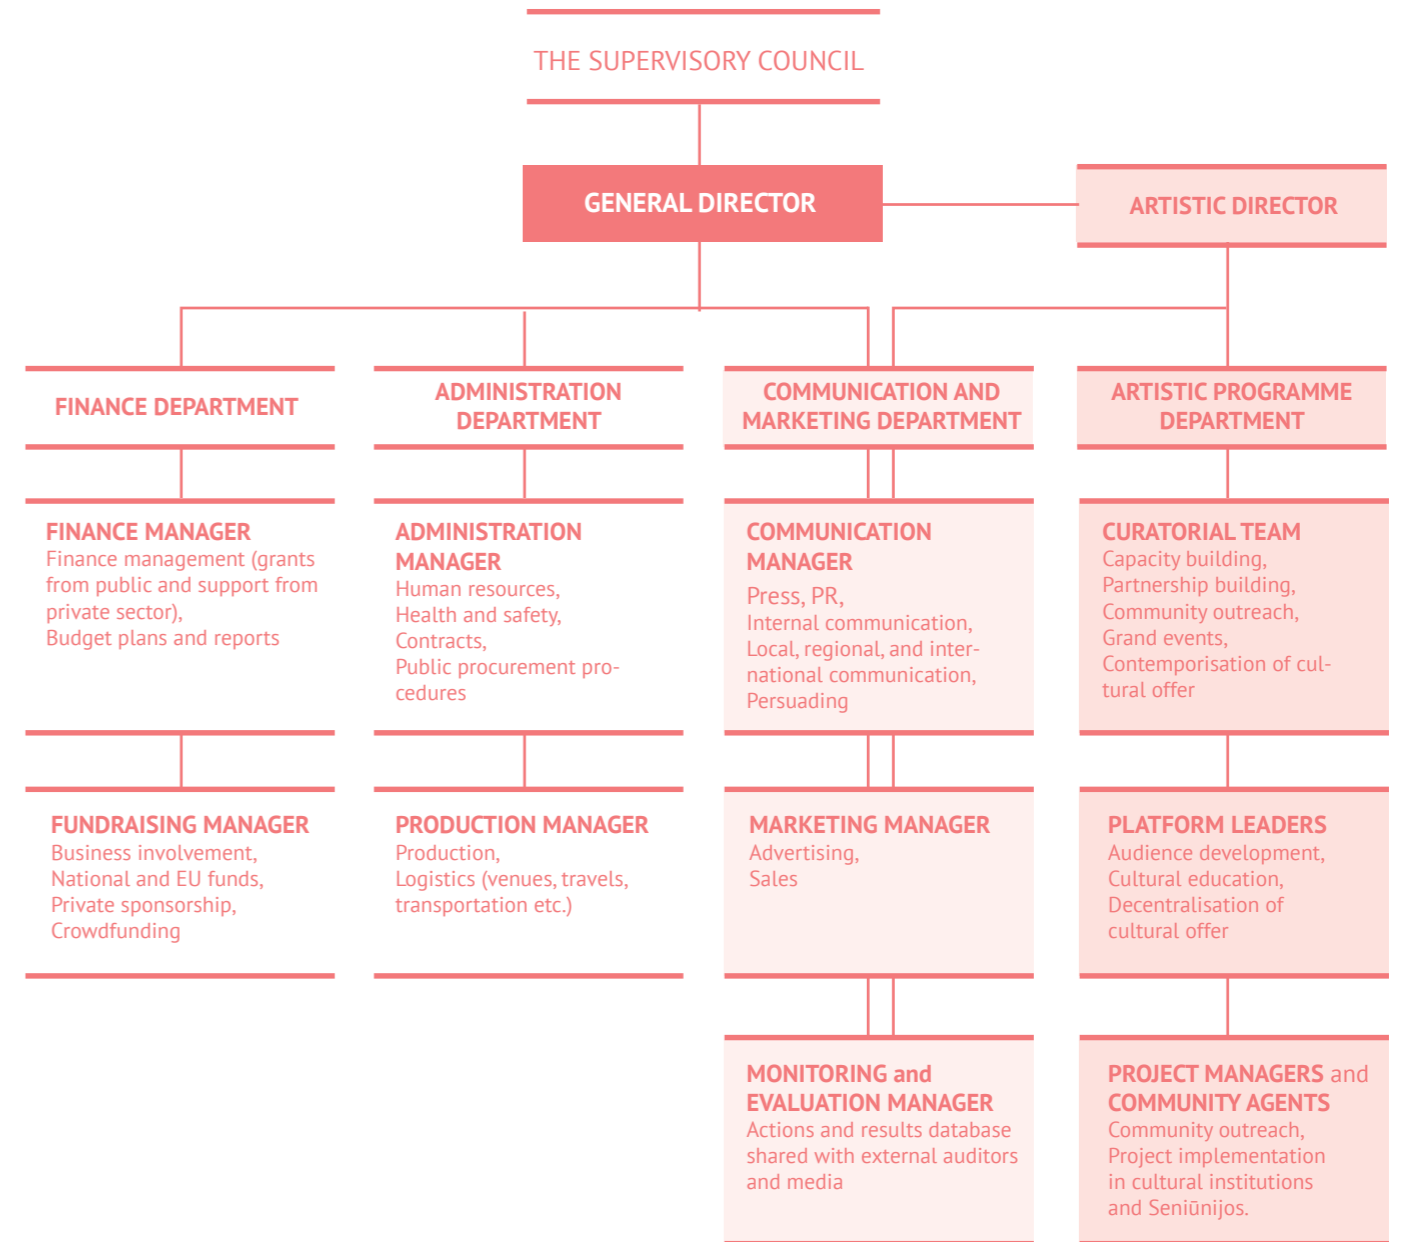 THE SUPERVISORY COUNCIL
GENERAL DIRECTOR
ARTISTIC DIRECTOR
FINANCE DEPARTMENT
ADMINISTRATION
DEPARTMENT
COMMUNICATION AND
MARKETING DEPARTMENT
ARTISTIC PROGRAMME
DEPARTMENT
FINANCE MANAGER
Finance management (grants
from public and support from
private sector),
Budget plans and reports
ADMINISTRATION
MANAGER
Human resources,
Health and safety,
Contracts,
Public procurement pro-
cedures
COMMUNICATION
MANAGER
Press, PR,
Internal communication,
Local, regional, and inter-
national communication,
Persuading
CURATORIAL TEAM
Capacity building,
Partnership building,
Community outreach,
Grand events,
Contemporisation of cul-
tural offer
FUNDRAISING MANAGER
Business involvement,
National and EU funds,
Private sponsorship,
Crowdfunding
PRODUCTION MANAGER
Production,
Logistics (venues, travels,
transportation etc.)
MARKETING MANAGER
Advertising,
Sales
PLATFORM LEADERS
Audience development,
Cultural education,
Decentralisation of
cultural offer
MONITORING and
EVALUATION MANAGER
Actions and results database
shared with external auditors
and media
PROJECT MANAGERS and
COMMUNITY AGENTS
Community outreach,
Project implementation
in cultural institutions
and Seniūnijos.